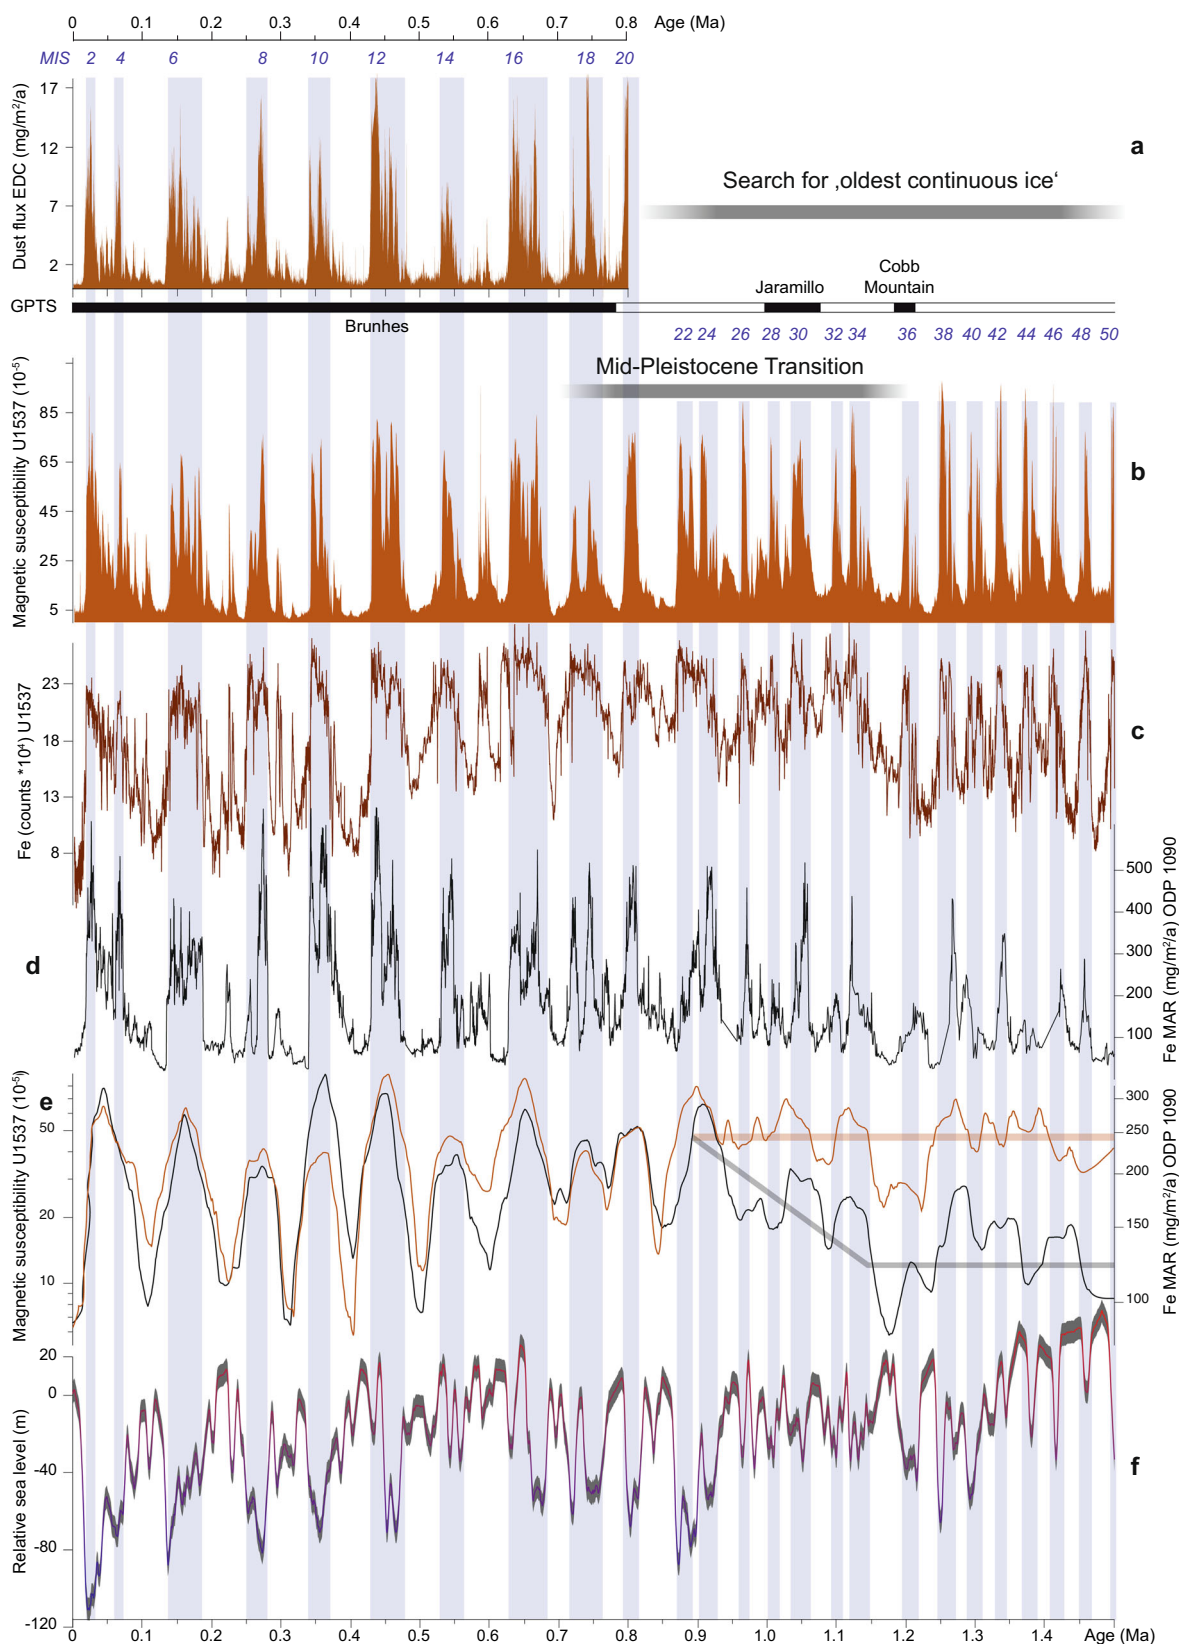 0 0.1 0.2 0.3 0.4 0.5 0.6 0.7 0.8 Age (Ma)
MIS 2 4 6 8 10 12 14 16 18 20
Dust flux EDC (mg/m²/a)
17
12
7
2
a
Search for ‚oldest continuous ice‘
Cobb
Jaramillo Mountain
GPTS
Brunhes
22 24 26 28 30 32 34 36 38 40 42 44 46 48 50
Mid-Pleistocene Transition
Magnetic susceptibility U1537 (10⁻⁵)
85
65
45
25
5
b
Fe (counts *10⁴) U1537
23
18
13
8
c
d
500
400
300
200
100
Fe MAR (mg/m²/a) ODP 1090
e
Magnetic susceptibility U1537 (10⁻⁵)
50
20
10
300
250
200
150
100
Fe MAR (mg/m²/a) ODP 1090
Relative sea level (m)
20
0
-40
-80
-120
f
0 0.1 0.2 0.3 0.4 0.5 0.6 0.7 0.8 0.9 1.0 1.1 1.2 1.3 1.4 Age (Ma)